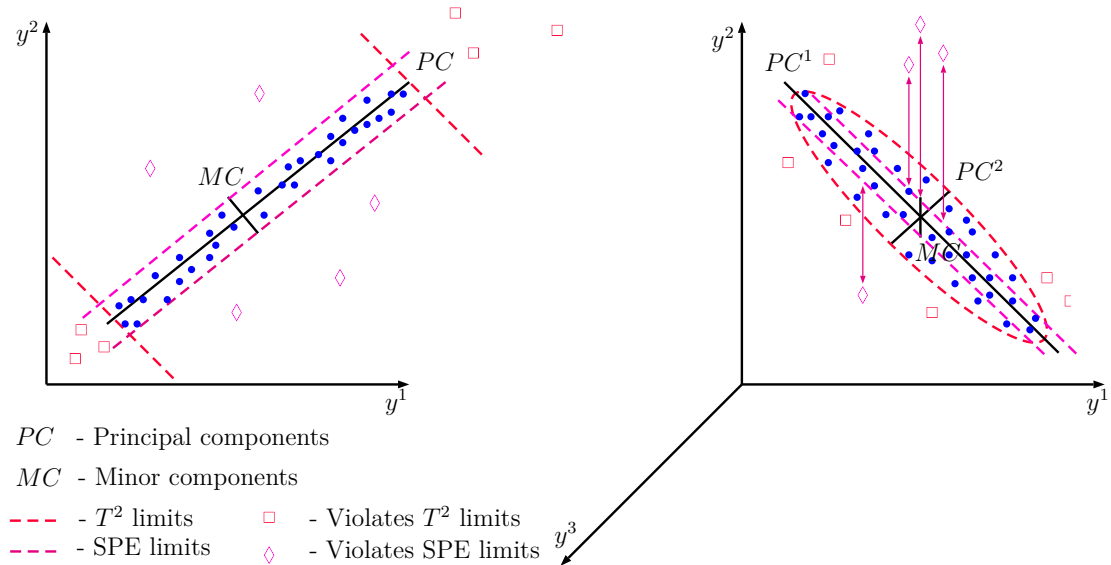 y²
PC
MC
y¹
y²
PC¹
PC²
MC
y¹
y³
PC - Principal components
MC - Minor components
- T² limits
- Violates T² limits
- SPE limits
- Violates SPE limits